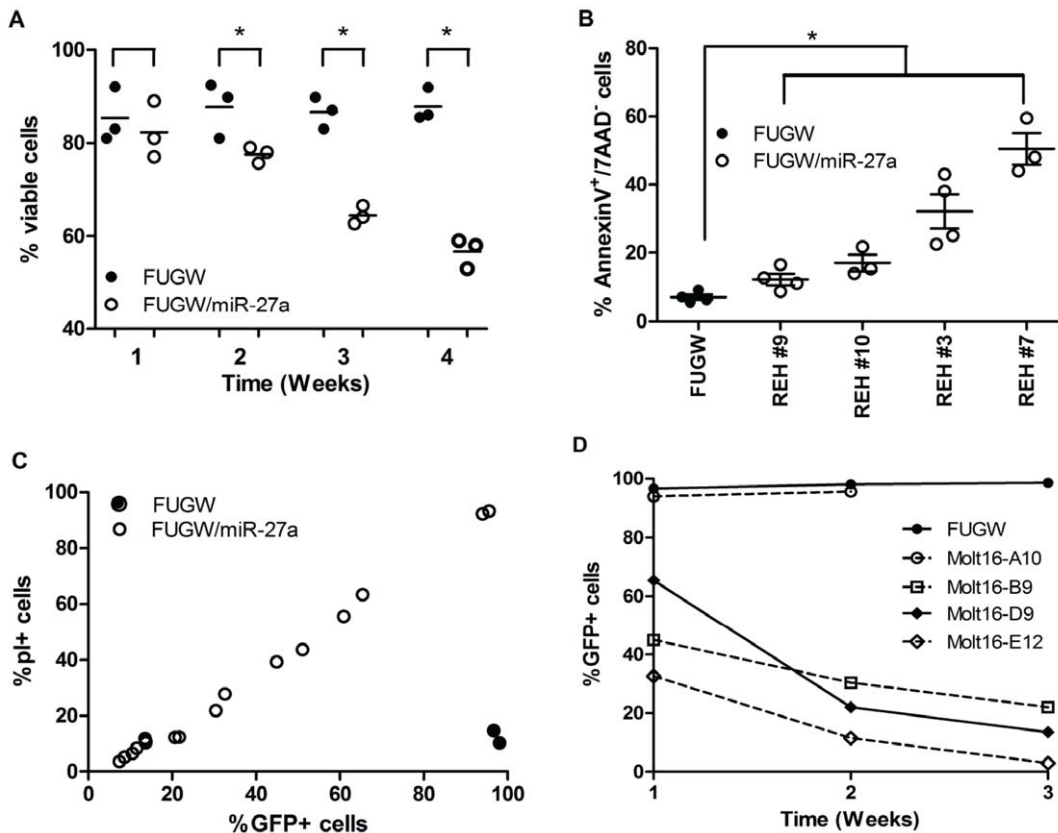 A
% viable cells
100
80
60
40
*
*
*
FUGW
FUGW/miR-27a
1
2
3
4
Time (Weeks)
B
% AnnexinV+/7AAD- cells
80
60
40
20
0
*
FUGW
FUGW/miR-27a
FUGW
REH #9
REH #10
REH #3
REH #7
C
%pI+ cells
100
80
60
40
20
0
FUGW
FUGW/miR-27a
0
20
40
60
80
100
%GFP+ cells
D
%GFP+ cells
100
80
60
40
20
0
FUGW
Molt16-A10
Molt16-B9
Molt16-D9
Molt16-E12
1
2
3
Time (Weeks)